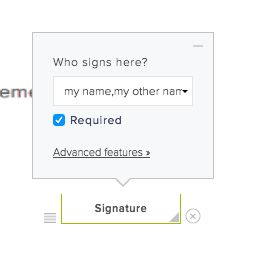 Who signs here?
my name,my other nam
Required
Advanced features »
Signature